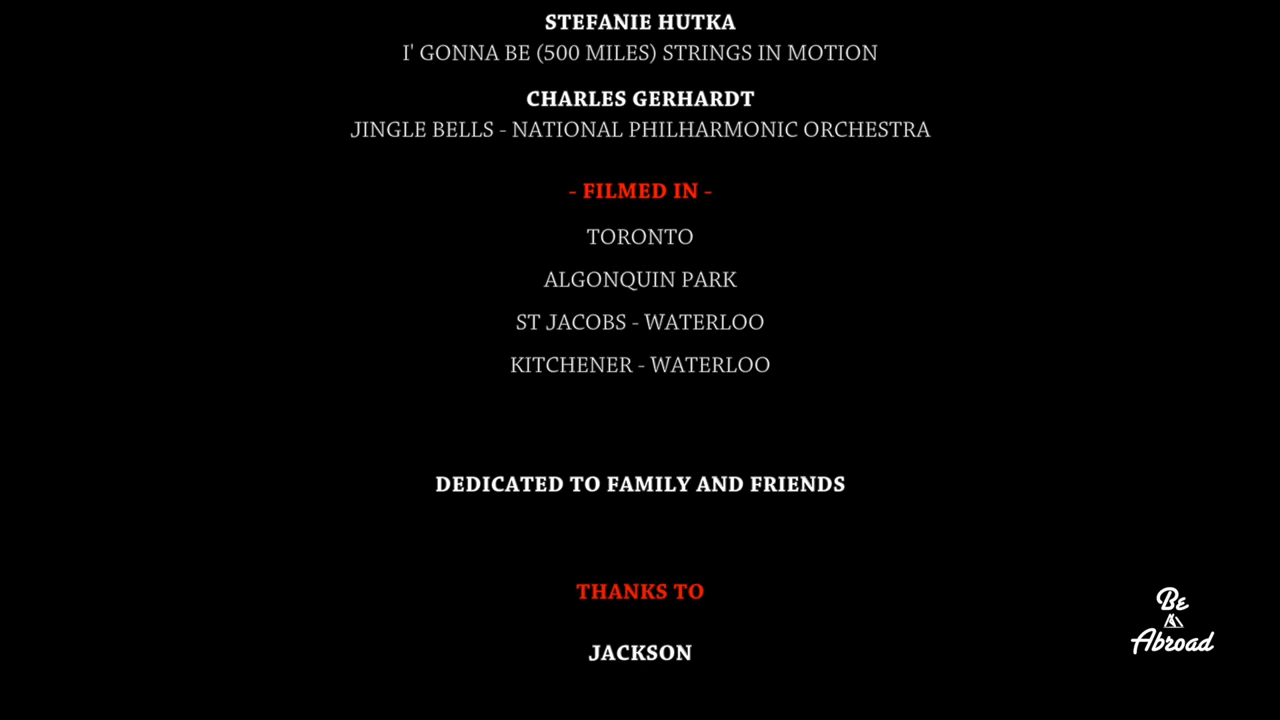 STEFANIE HUTKA
I' GONNA BE (500 MILES) STRINGS IN MOTION
CHARLES GERHARDT
JINGLE BELLS - NATIONAL PHILHARMONIC ORCHESTRA
- FILMED IN -
TORONTO
ALGONQUIN PARK
ST JACOBS - WATERLOO
KITCHENER - WATERLOO
DEDICATED TO FAMILY AND FRIENDS
THANKS TO
JACKSON
Be
Abroad